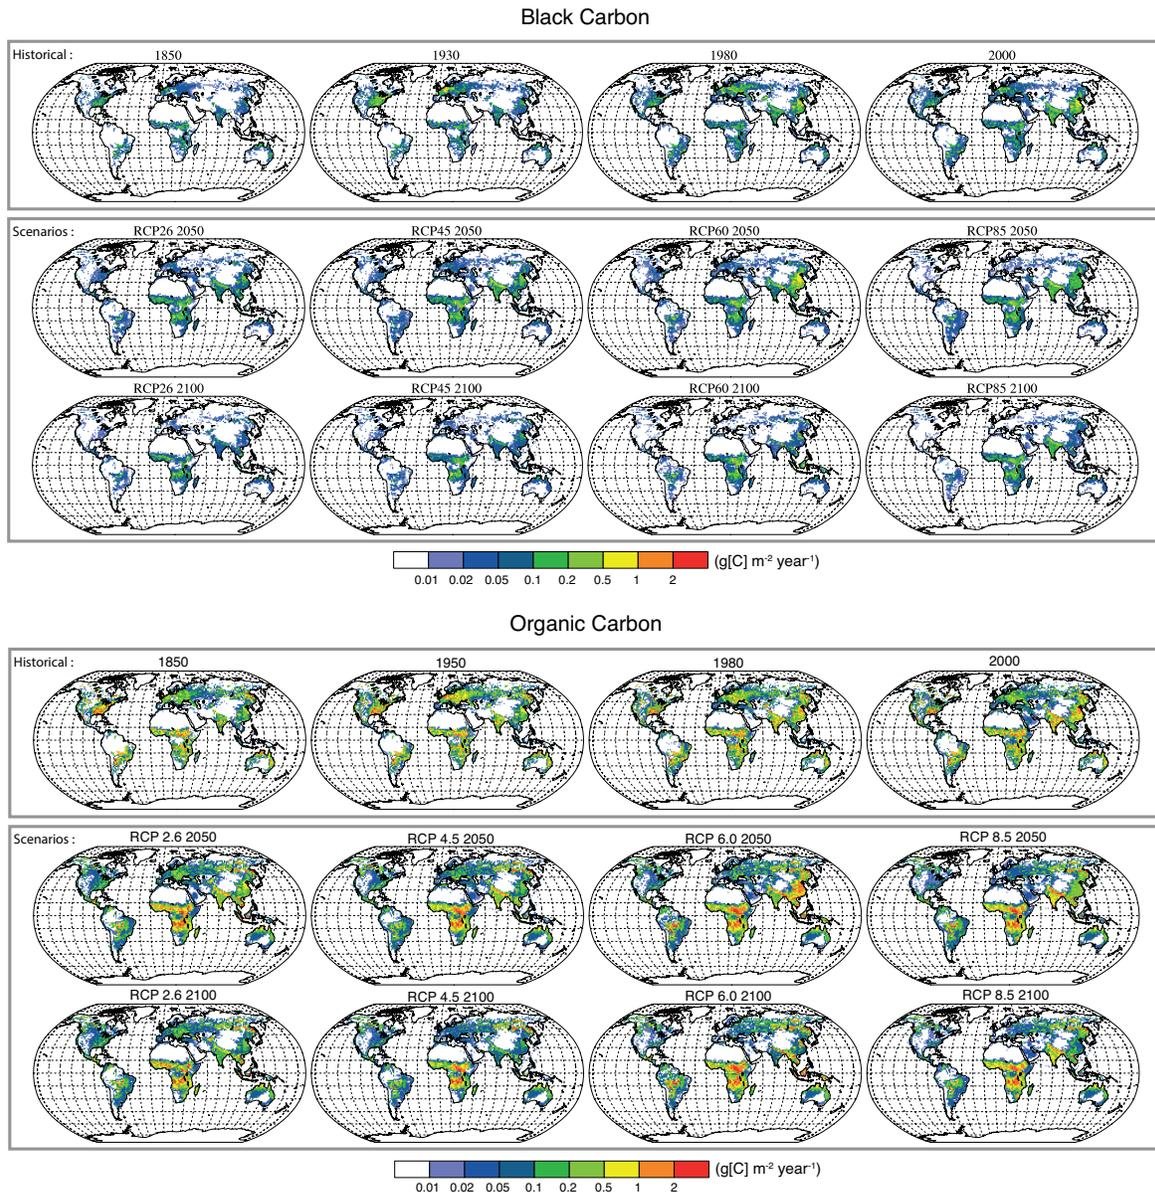 Black Carbon
Historical : 1850 1930 1980 2000
Scenarios : RCP26 2050 RCP45 2050 RCP60 2050 RCP85 2050
RCP26 2100 RCP45 2100 RCP60 2100 RCP85 2100
(g[C] m-2 year-1)
0.01 0.02 0.05 0.1 0.2 0.5 1 2
Organic Carbon
Historical : 1850 1950 1980 2000
Scenarios : RCP 2.6 2050 RCP 4.5 2050 RCP 6.0 2050 RCP 8.5 2050
RCP 2.6 2100 RCP 4.5 2100 RCP 6.0 2100 RCP 8.5 2100
(g[C] m-2 year-1)
0.01 0.02 0.05 0.1 0.2 0.5 1 2